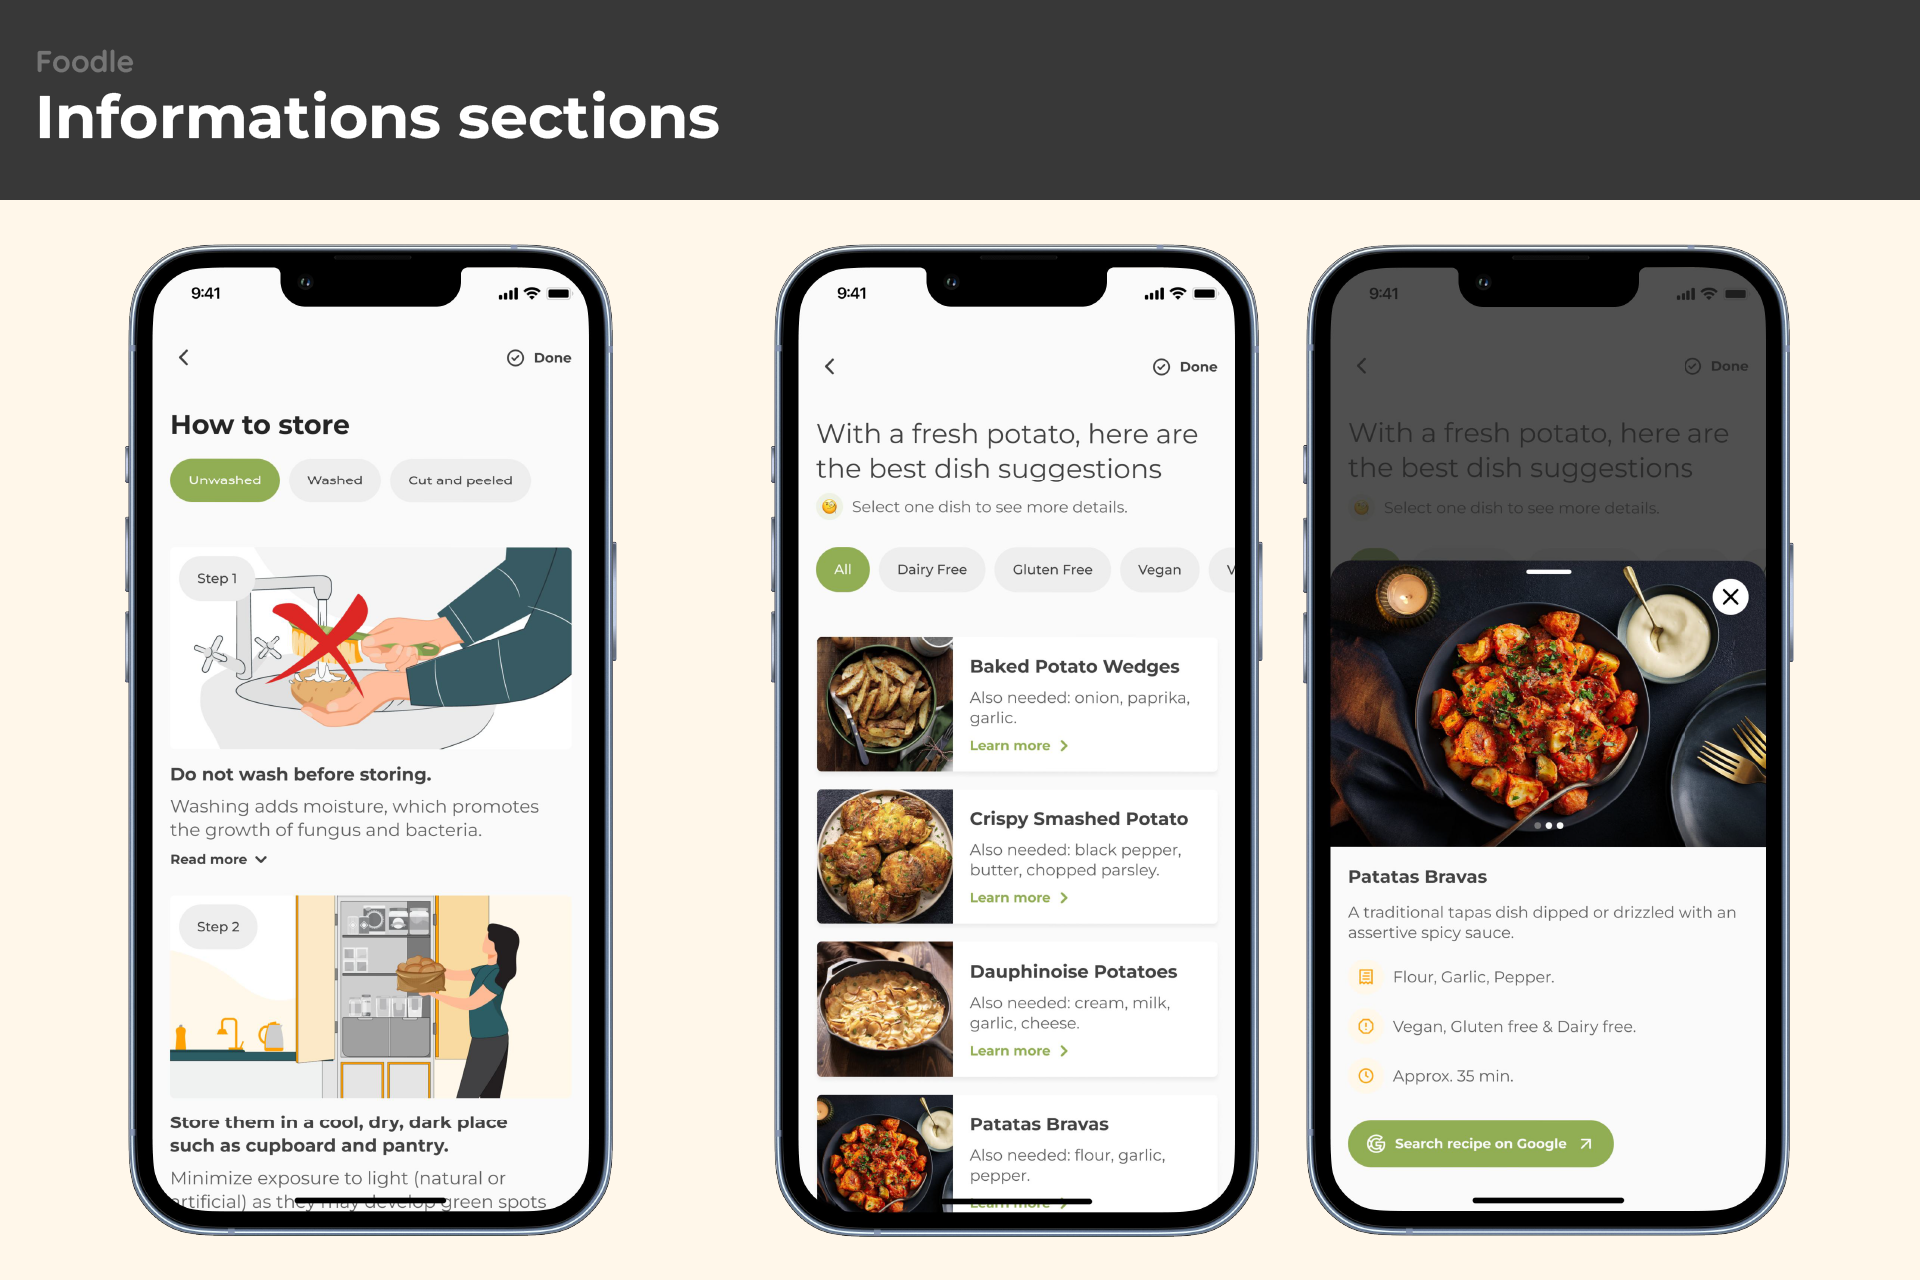 Foodle
Informations sections
9:41
Done
How to store
Unwashed
Washed
Cut and peeled
Step 1
Do not wash before storing.
Washing adds moisture, which promotes
the growth of fungus and bacteria.
Read more
Step 2
Store them in a cool, dry, dark place
such as cupboard and pantry.
Minimize exposure to light (natural or
artificial) as they may develop green spots
9:41
Done
With a fresh potato, here are
the best dish suggestions
Select one dish to see more details.
All
Dairy Free
Gluten Free
Vegan
V
Baked Potato Wedges
Also needed: onion, paprika,
garlic.
Learn more
Crispy Smashed Potato
Also needed: black pepper,
butter, chopped parsley.
Learn more
Dauphinoise Potatoes
Also needed: cream, milk,
garlic, cheese.
Learn more
Patatas Bravas
Also needed: flour, garlic,
pepper.
Learn more
9:41
Done
With a fresh potato, here are
the best dish suggestions
Select one dish to see more details.
Patatas Bravas
A traditional tapas dish dipped or drizzled with an
assertive spicy sauce.
Flour, Garlic, Pepper.
Vegan, Gluten free & Dairy free.
Approx. 35 min.
Search recipe on Google